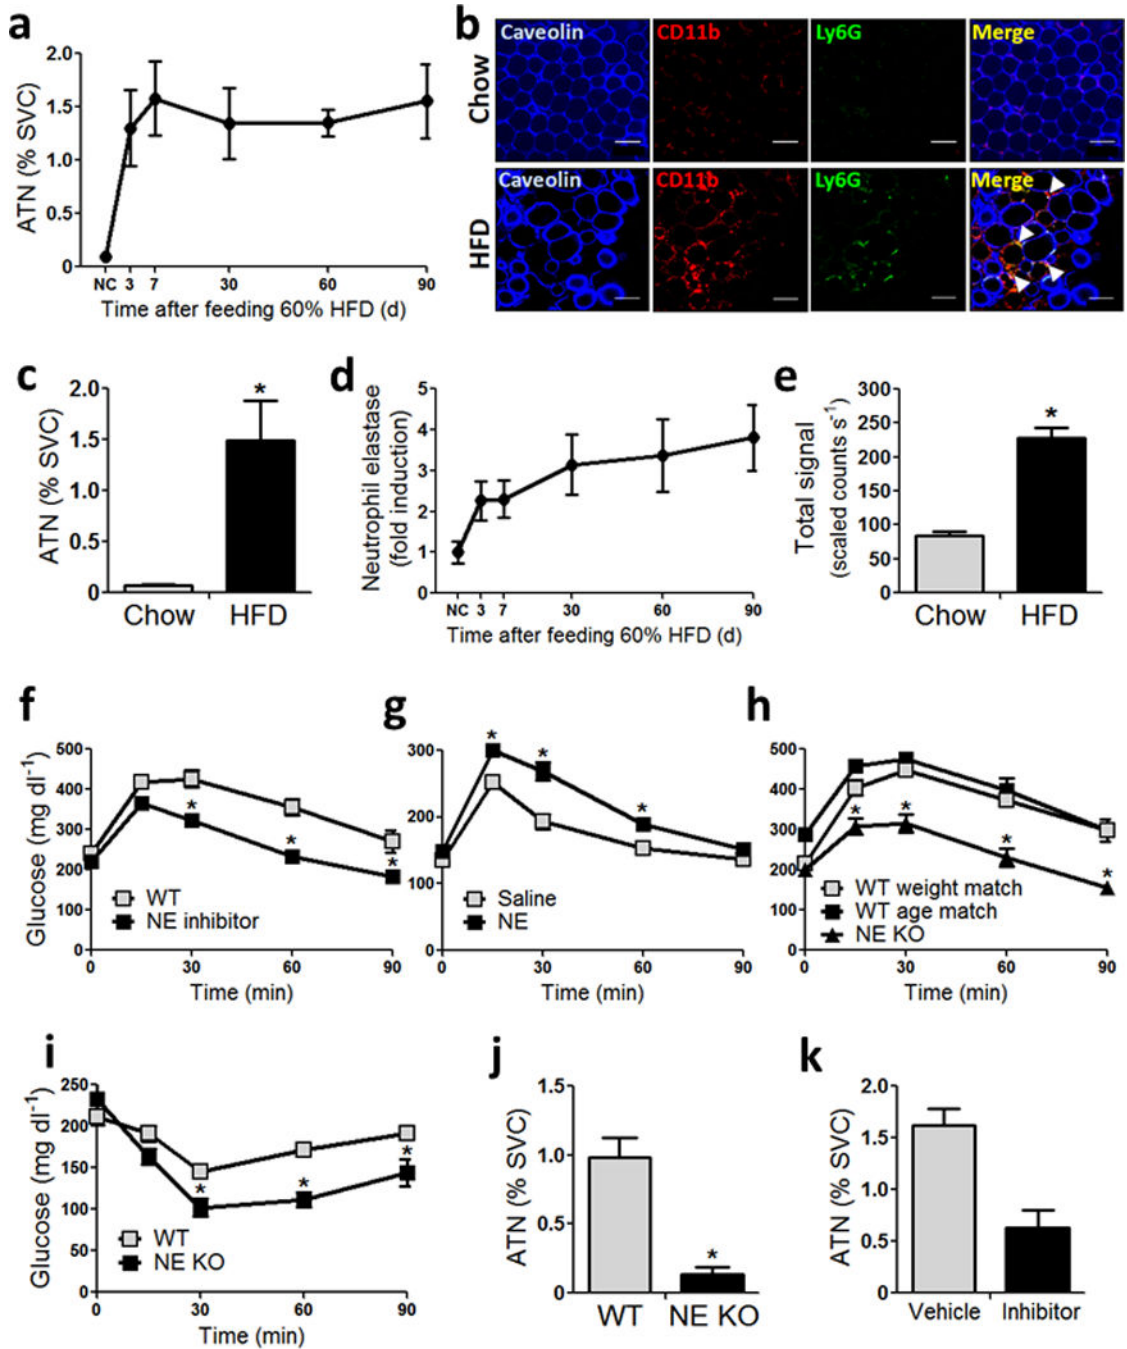 a
ATN (% SVC)
2.0
1.5
1.0
0.5
0
NC 3 7 30 60 90
Time after feeding 60% HFD (d)
b
Chow
Caveolin CD11b Ly6G Merge
HFD
Caveolin CD11b Ly6G Merge
c
ATN (% SVC)
2.0
*
1.5
1.0
0.5
0
Chow HFD
d
Neutrophil elastase
(fold induction)
5
4
3
2
1
0
NC 3 7 30 60 90
Time after feeding 60% HFD (d)
e
Total signal
(scaled counts s⁻¹)
300
250
*
200
150
100
50
0
Chow HFD
f
Glucose (mg dl⁻¹)
500
400
300
200
100
0
* * *
WT
NE inhibitor
0 30 60 90
Time (min)
g
300
200
100
0
* * *
Saline
NE
0 30 60 90
Time (min)
h
500
400
300
200
100
0
* * * *
WT weight match
WT age match
NE KO
0 30 60 90
Time (min)
i
Glucose (mg dl⁻¹)
250
200
150
100
50
0
* * *
WT
NE KO
0 30 60 90
Time (min)
j
ATN (% SVC)
1.5
1.0
0.5
0
*
WT NE KO
k
ATN (% SVC)
2.0
1.5
1.0
0.5
0
Vehicle Inhibitor